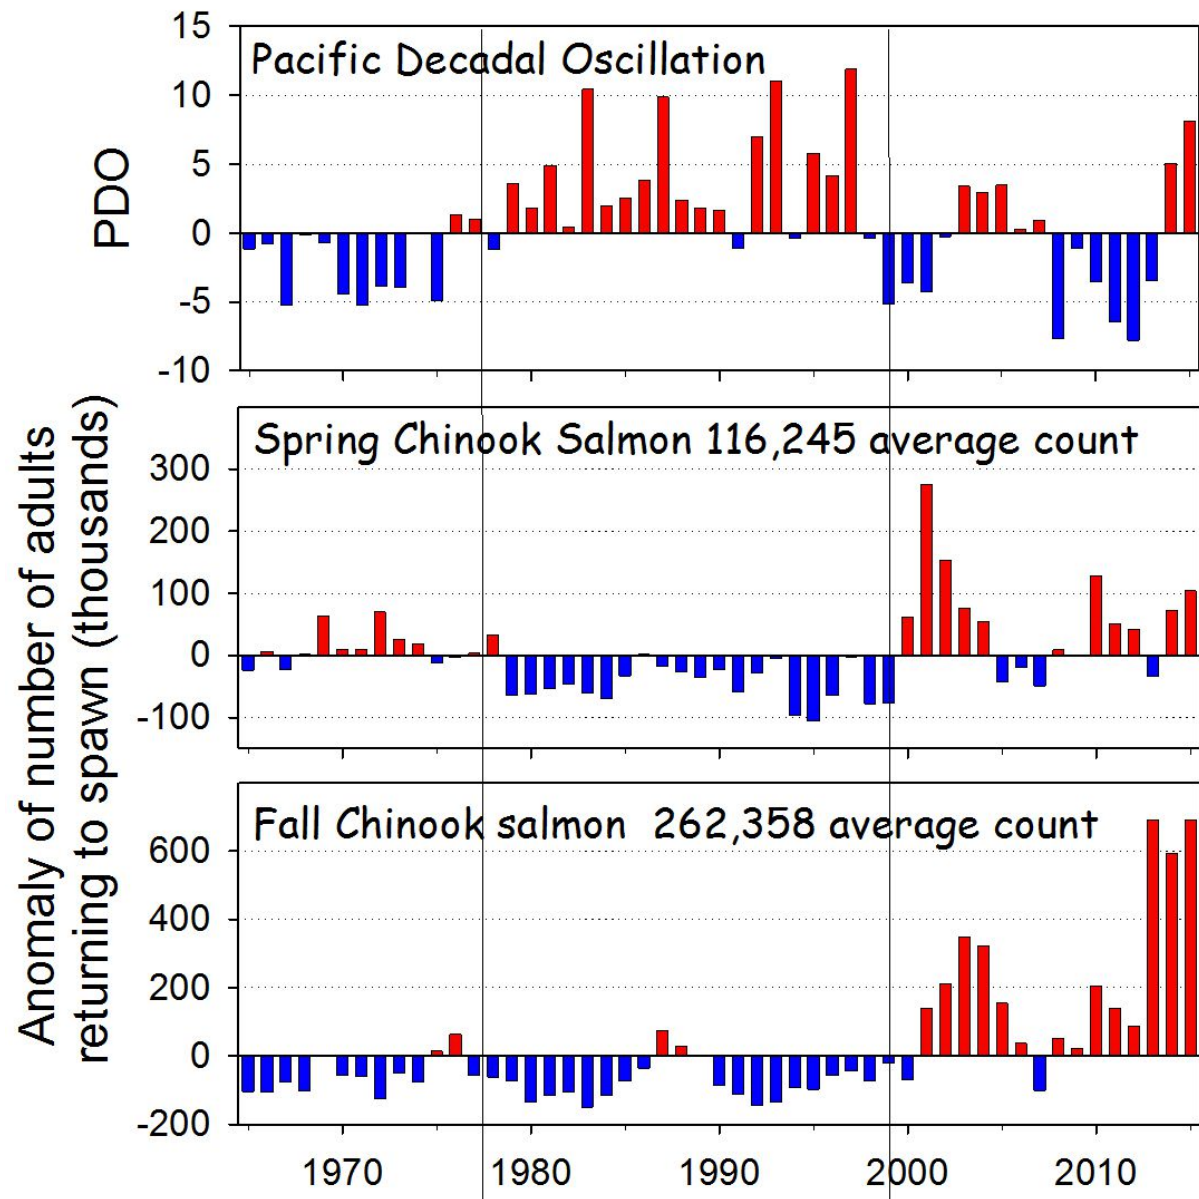 Pacific Decadal Oscillation
PDO
15
10
5
0
-5
-10
Spring Chinook Salmon 116,245 average count
Anomaly of number of adults
returning to spawn (thousands)
300
200
100
0
-100
Fall Chinook salmon  262,358 average count
600
400
200
0
-200
1970 1980 1990 2000 2010